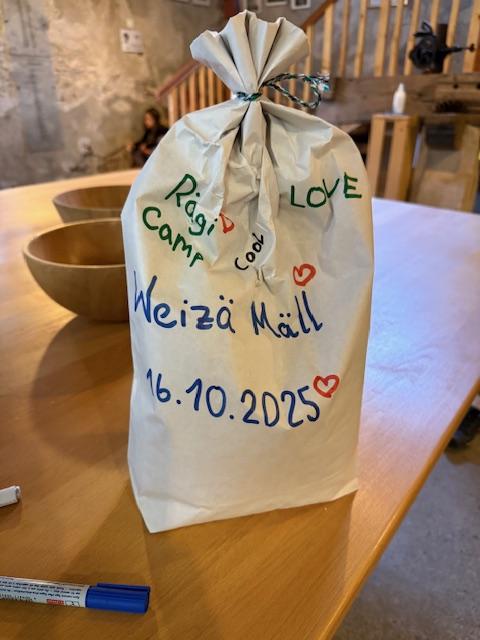 Rägi
Camp
LOVE
COOL
Weizä Mäll
16.10.2025